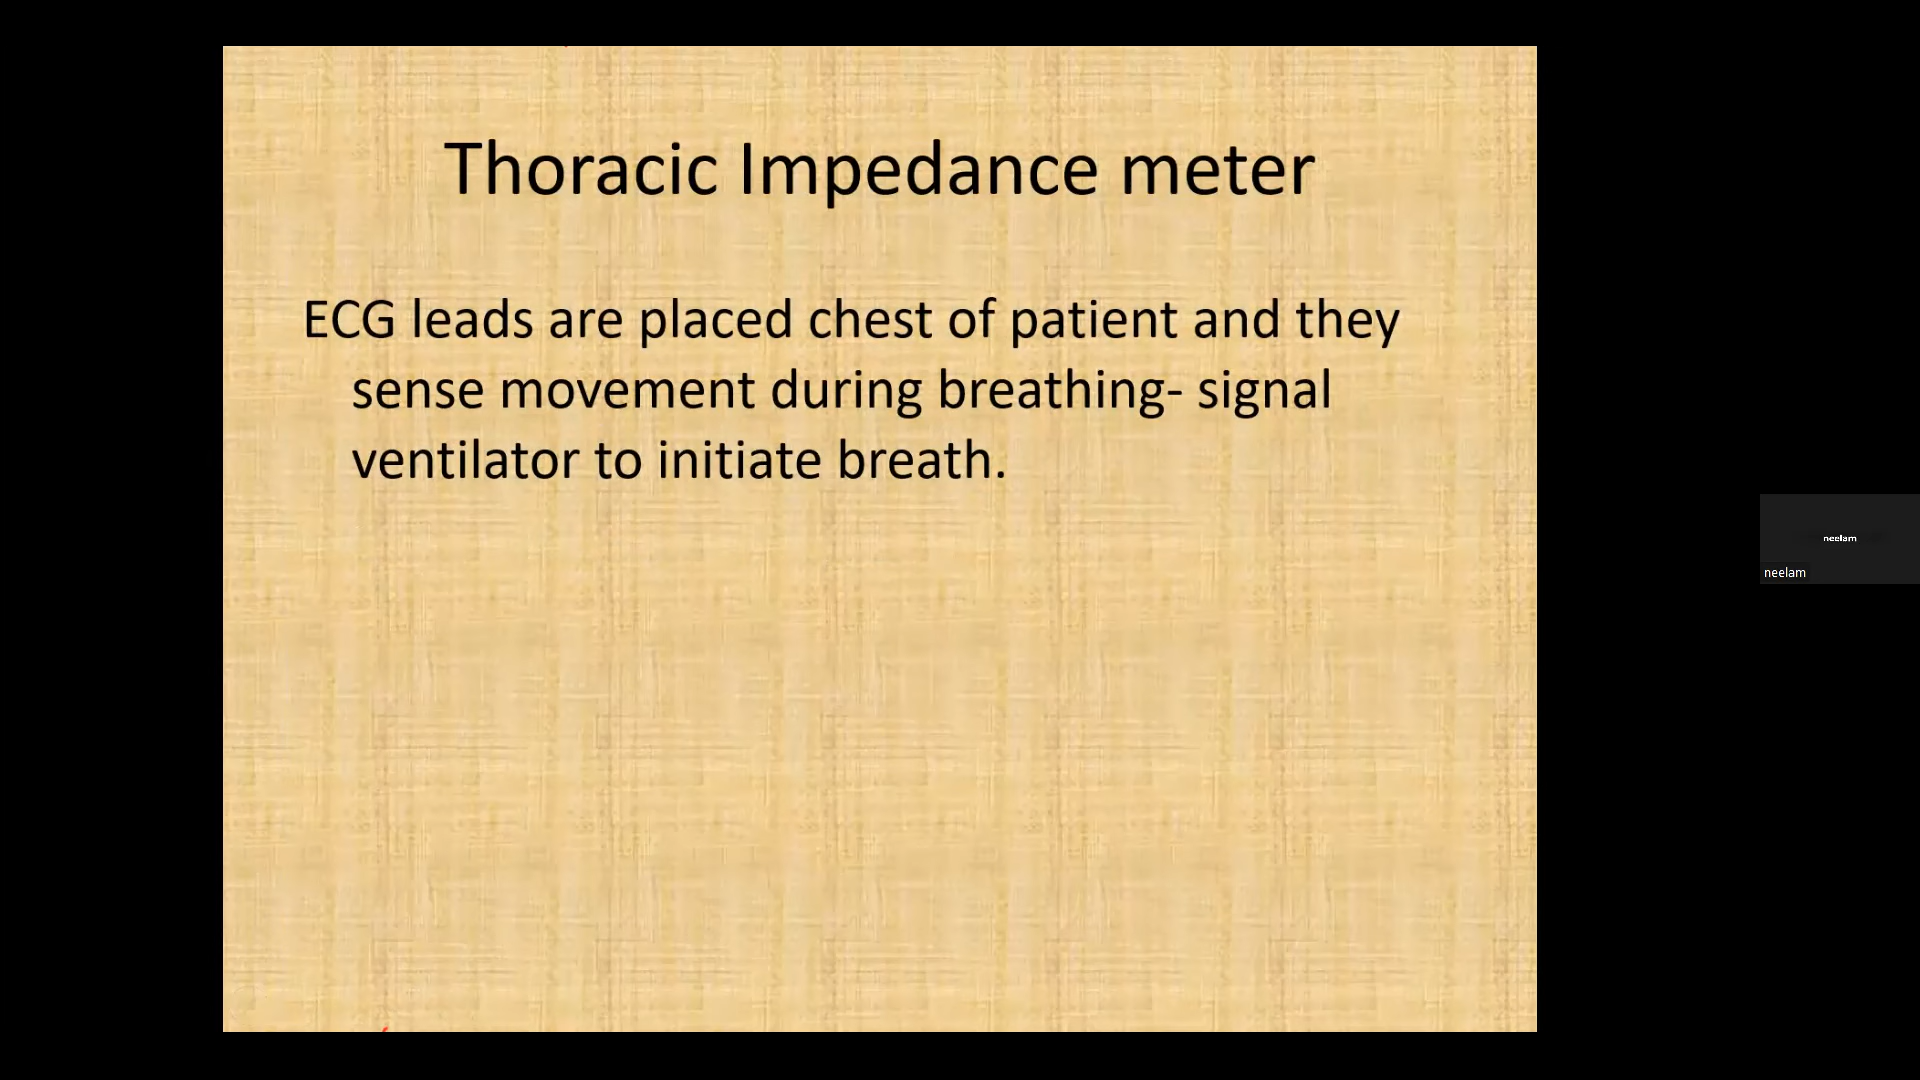 Thoracic Impedance meter
ECG leads are placed chest of patient and they
sense movement during breathing- signal
ventilator to initiate breath.
neelam
neelam